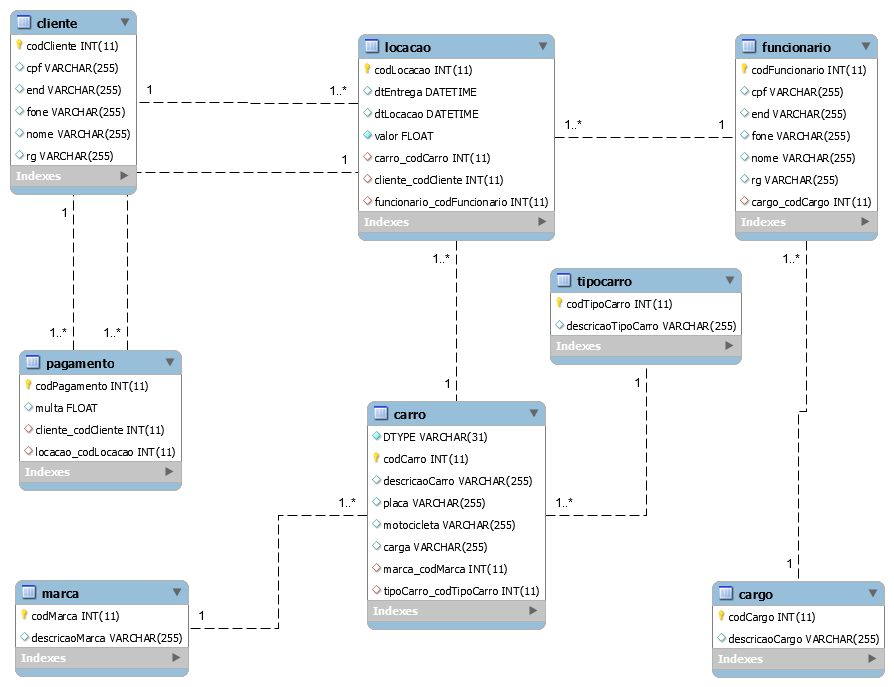 cliente
codCliente INT(11)
cpf VARCHAR(255)
end VARCHAR(255)
fone VARCHAR(255)
nome VARCHAR(255)
rg VARCHAR(255)
Indexes
locacao
codLocacao INT(11)
dtEntrega DATETIME
dtLocacao DATETIME
valor FLOAT
carro_codCarro INT(11)
cliente_codCliente INT(11)
funcionario_codFuncionario INT(11)
Indexes
funcionario
codFuncionario INT(11)
cpf VARCHAR(255)
end VARCHAR(255)
fone VARCHAR(255)
nome VARCHAR(255)
rg VARCHAR(255)
cargo_codCargo INT(11)
Indexes
1
1..*
1
1..*
1
1
1..*
1..*
1..*
1
1..*
1
tipocarro
codTipoCarro INT(11)
descricaoTipoCarro VARCHAR(255)
Indexes
1
1..*
pagamento
codPagamento INT(11)
multa FLOAT
cliente_codCliente INT(11)
locacao_codLocacao INT(11)
Indexes
carro
DTYPE VARCHAR(31)
codCarro INT(11)
descricaoCarro VARCHAR(255)
placa VARCHAR(255)
motocicleta VARCHAR(255)
carga VARCHAR(255)
marca_codMarca INT(11)
tipoCarro_codTipoCarro INT(11)
Indexes
1..*
1
1
marca
codMarca INT(11)
descricaoMarca VARCHAR(255)
Indexes
cargo
codCargo INT(11)
descricaoCargo VARCHAR(255)
Indexes